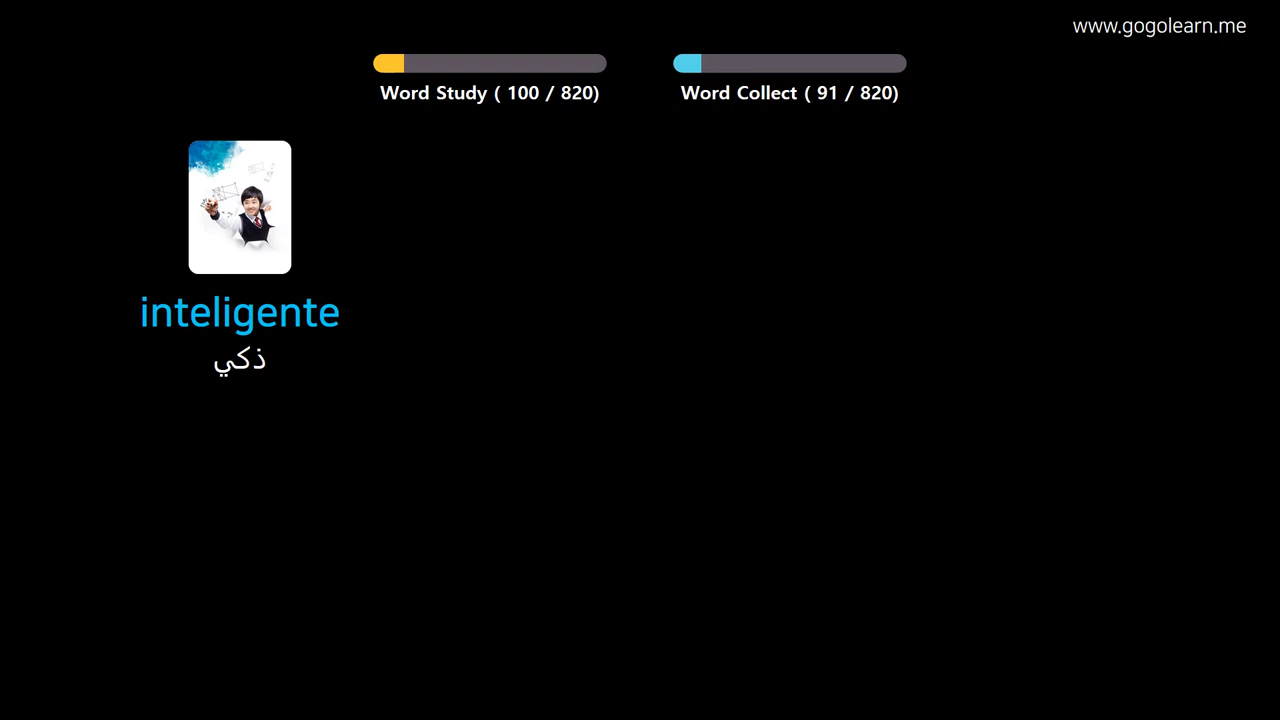 www.gogolearn.me
Word Study ( 100 / 820)
Word Collect ( 91 / 820)
inteligente
ذكي